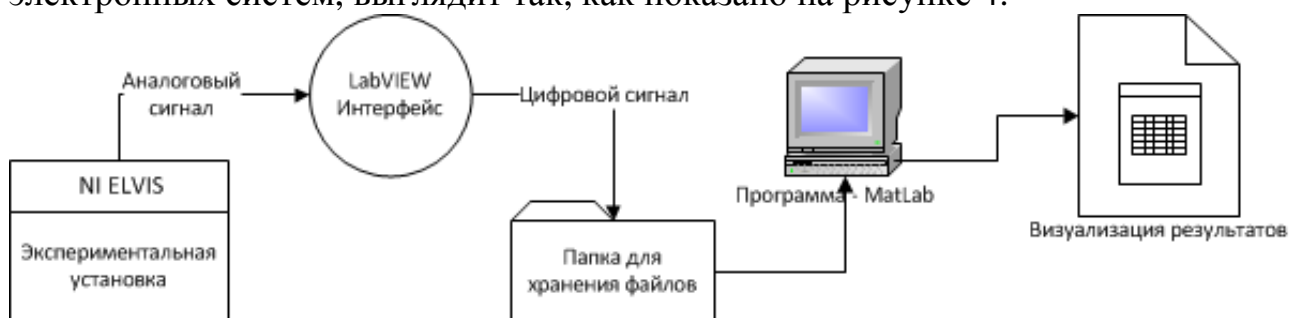 электронных систем, выглядит так, как показано на рисунке 4.
Аналоговый
сигнал
LabVIEW
Интерфейс
Цифровой сигнал
NI ELVIS
Экспериментальная
установка
Папка для
хранения файлов
Программа - MatLab
Визуализация результатов